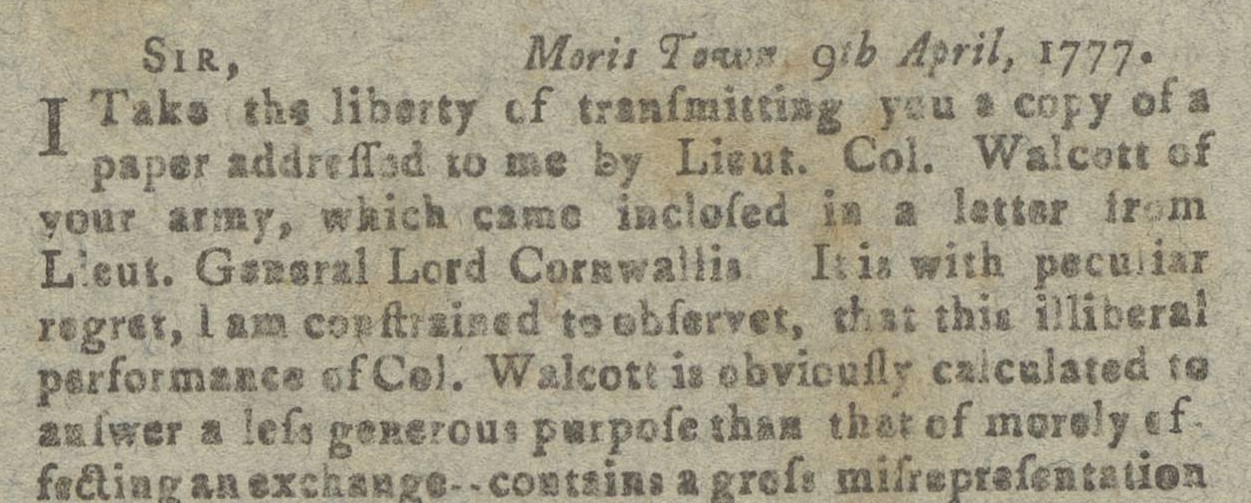 SIR, Moris Town 9th April, 1777.
I Take the liberty of tranſmitting you a copy of a
paper addreſſed to me by Lieut. Col. Walcott of
your army, which came incloſed in a letter from
Lieut. General Lord Cornwallis It is with peculiar
regret, I am conſtrained to obſervet, that this illiberal
performance of Col. Walcott is obviouſly calculated to
anſwer a leſs generous purpoſe than that of merely ef-
fecting an exchange--contains a groſs miſrepreſentation